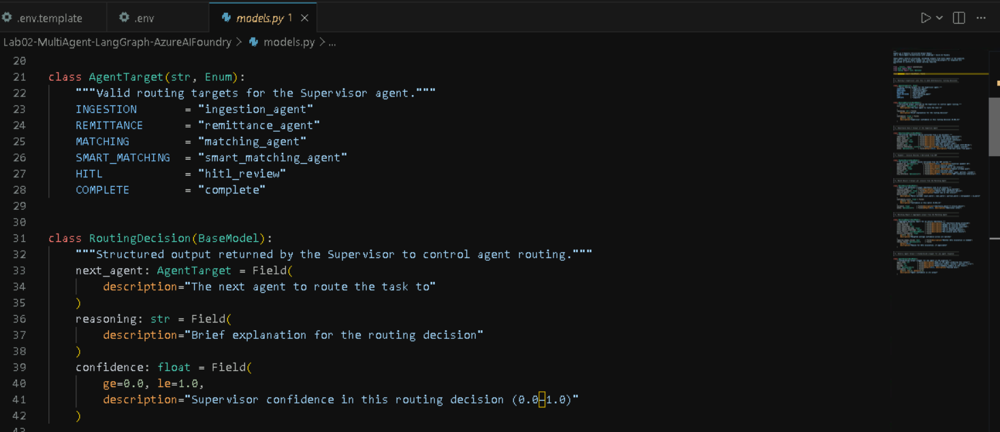 .env.template
.env
models.py 1
Lab02-MultiAgent-LangGraph-AzureAIFoundry > models.py > ...
20
21 class AgentTarget(str, Enum):
22 """Valid routing targets for the Supervisor agent."""
23 INGESTION = "ingestion_agent"
24 REMITTANCE = "remittance_agent"
25 MATCHING = "matching_agent"
26 SMART_MATCHING = "smart_matching_agent"
27 HITL = "hitl_review"
28 COMPLETE = "complete"
29
30
31 class RoutingDecision(BaseModel):
32 """Structured output returned by the Supervisor to control agent routing."""
33 next_agent: AgentTarget = Field(
34 description="The next agent to route the task to"
35 )
36 reasoning: str = Field(
37 description="Brief explanation for the routing decision"
38 )
39 confidence: float = Field(
40 ge=0.0, le=1.0,
41 description="Supervisor confidence in this routing decision (0.0–1.0)"
42 )